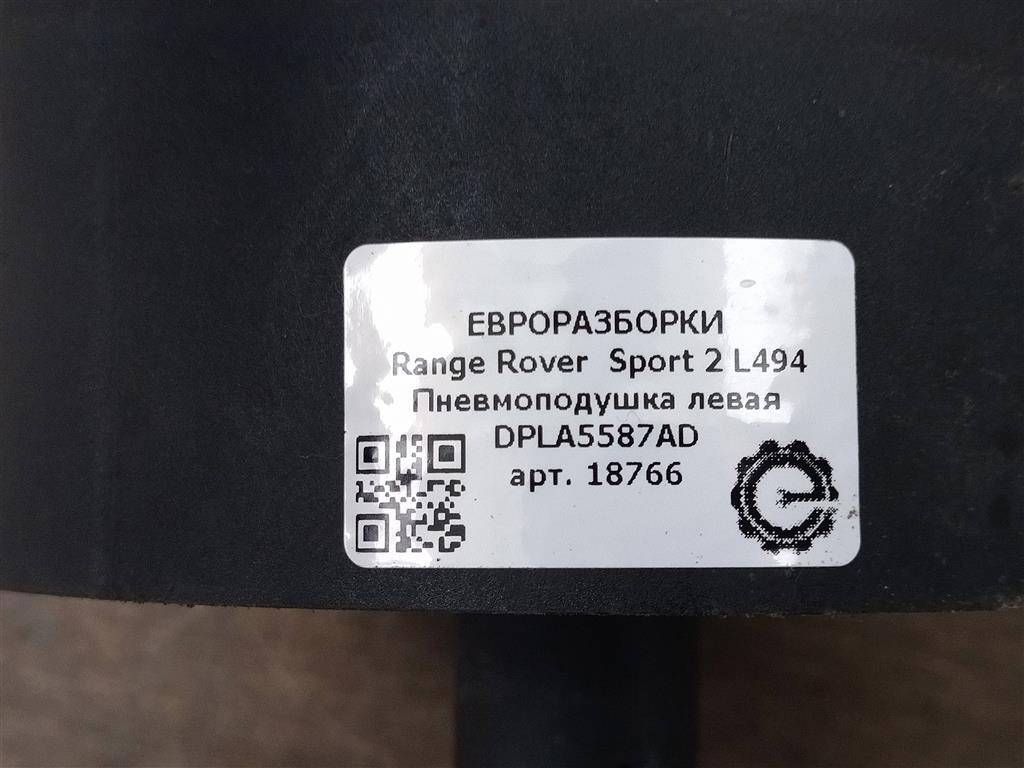 ЕВРОРАЗБОРКИ
Range Rover Sport 2 L494
Пневмоподушка левая
DPLA5587AD
арт. 18766